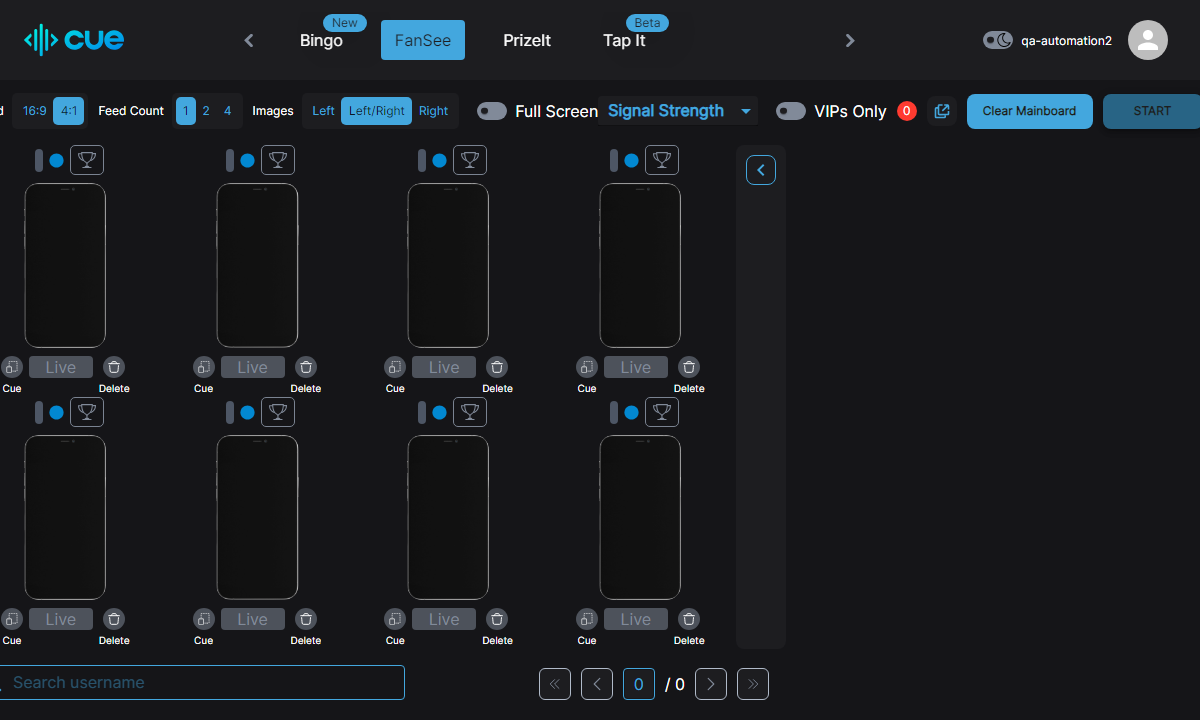 cue
Bingo New
FanSee
PrizeIt
Tap It Beta
qa-automation2
d 16:9 4:1 Feed Count 1 2 4 Images Left Left/Right Right Full Screen Signal Strength VIPs Only 0 Clear Mainboard START
Live Live Live Live
Cue Delete Cue Delete Cue Delete Cue Delete
Live Live Live Live
Cue Delete Cue Delete Cue Delete Cue Delete
Search username 0 / 0